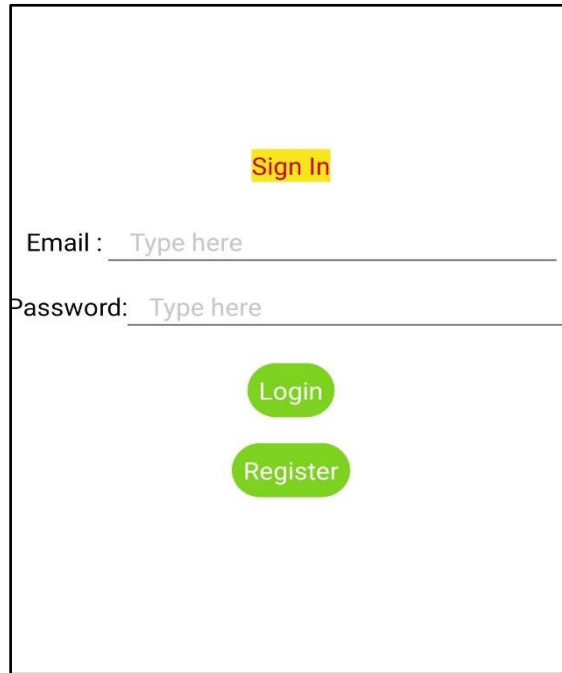 Sign In
Email : Type here
Password: Type here
Login
Register